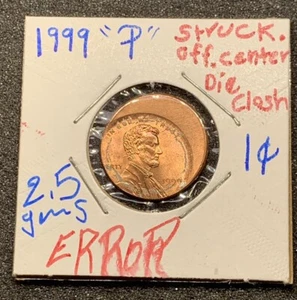 1999 "P"
STRUCK.
Off.center
Die
Clash
1¢
2.5
gms
ERROR